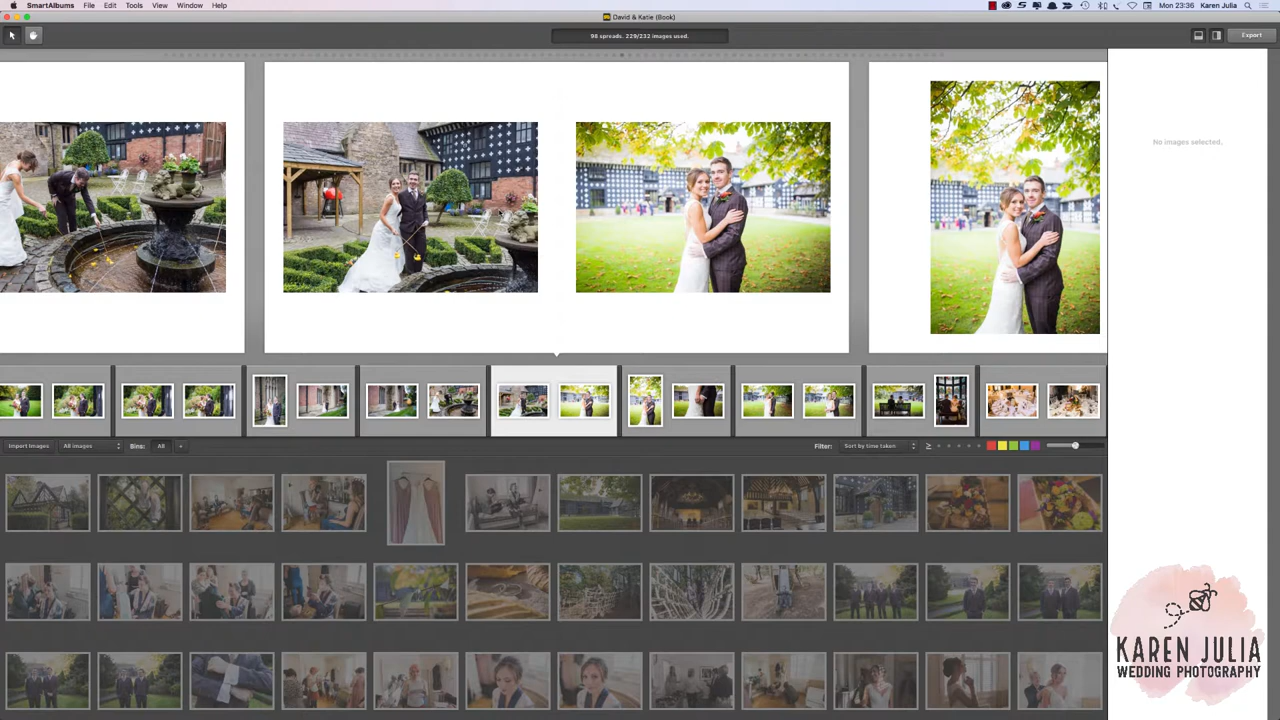 SmartAlbums File Edit Tools View Window Help Mon 23:36 Karen Julia
David & Katie (Book)
98 spreads. 229/232 images used. Export
No images selected.
Import Images All images Bins: All Filter: Sort by time taken ≥
KAREN JULIA
WEDDING PHOTOGRAPHY